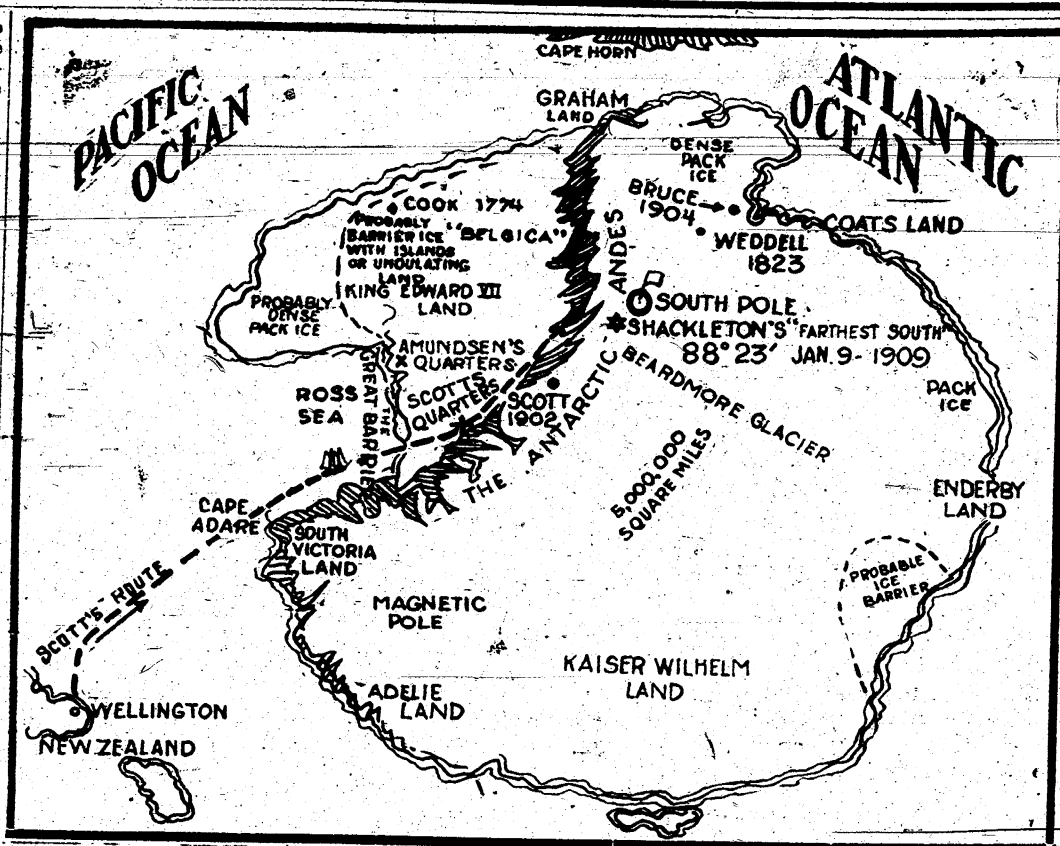 CAPE HORN
PACIFIC
OCEAN
ATLANTIC
OCEAN
GRAHAM
LAND
DENSE
PACK
ICE
BRUCE
1904
COATS LAND
WEDDELL
1823
COOK 1774
PROBABLY
BARRIER ICE
WITH ISLANDS
OR UNDULATING
LAND
"BELGICA"
KING EDWARD VII
LAND
PROBABLY
DENSE
PACK ICE
SOUTH POLE
SHACKLETON'S "FARTHEST SOUTH"
88° 23' JAN. 9-1909
AMUNDSEN'S
QUARTERS
SCOTT'S
QUARTERS
ROSS
SEA
THE
GREAT BARRIER
SCOTT
1902
THE ANTARCTIC ANDES
BEARDMORE GLACIER
PACK
ICE
5,000,000
SQUARE MILES
ENDERBY
LAND
CAPE
ADARE
SOUTH
VICTORIA
LAND
PROBABLE
ICE
BARRIER
SCOTT'S ROUTE
MAGNETIC
POLE
KAISER WILHELM
LAND
ADELIE
LAND
WELLINGTON
NEW ZEALAND